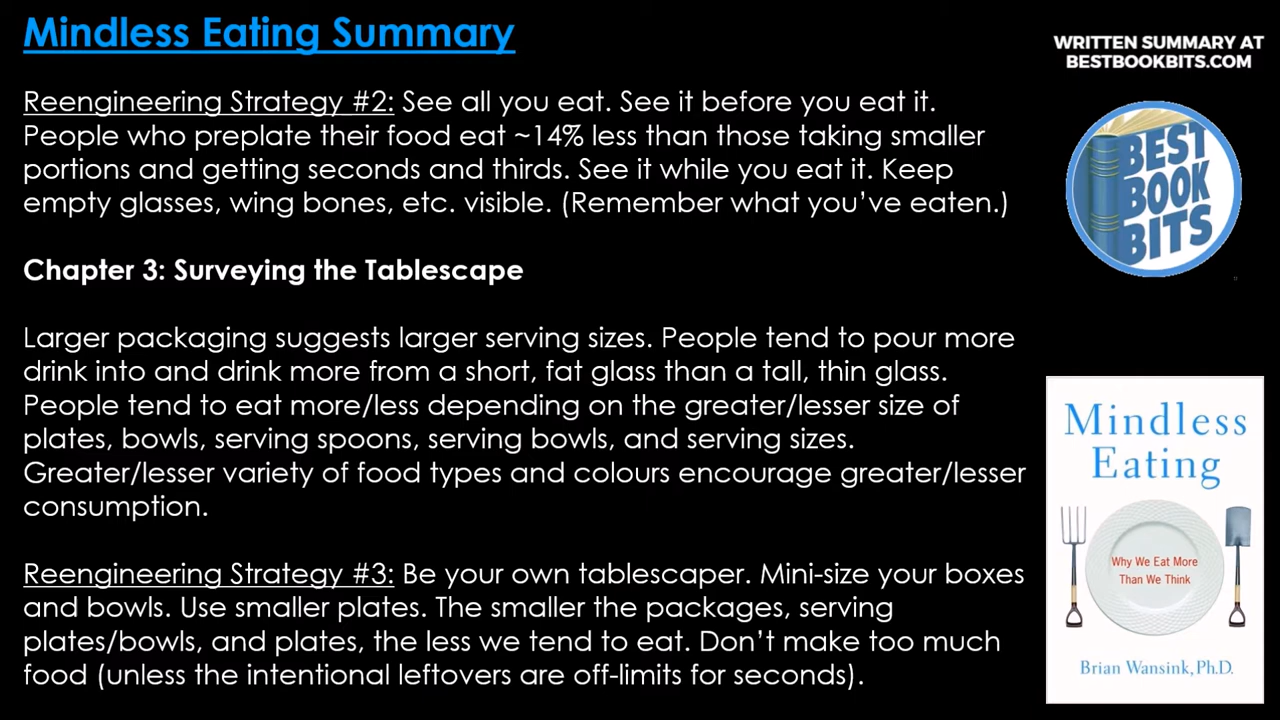 Mindless Eating Summary
WRITTEN SUMMARY AT
BESTBOOKBITS.COM
Reengineering Strategy #2: See all you eat. See it before you eat it.
People who preplate their food eat ~14% less than those taking smaller
portions and getting seconds and thirds. See it while you eat it. Keep
empty glasses, wing bones, etc. visible. (Remember what you’ve eaten.)
BEST
BOOK
BITS
Chapter 3: Surveying the Tablescape
Larger packaging suggests larger serving sizes. People tend to pour more
drink into and drink more from a short, fat glass than a tall, thin glass.
People tend to eat more/less depending on the greater/lesser size of
plates, bowls, serving spoons, serving bowls, and serving sizes.
Greater/lesser variety of food types and colours encourage greater/lesser
consumption.
Reengineering Strategy #3: Be your own tablescaper. Mini-size your boxes
and bowls. Use smaller plates. The smaller the packages, serving
plates/bowls, and plates, the less we tend to eat. Don’t make too much
food (unless the intentional leftovers are off-limits for seconds).
Mindless
Eating
Why We Eat More
Than We Think
Brian Wansink, Ph.D.